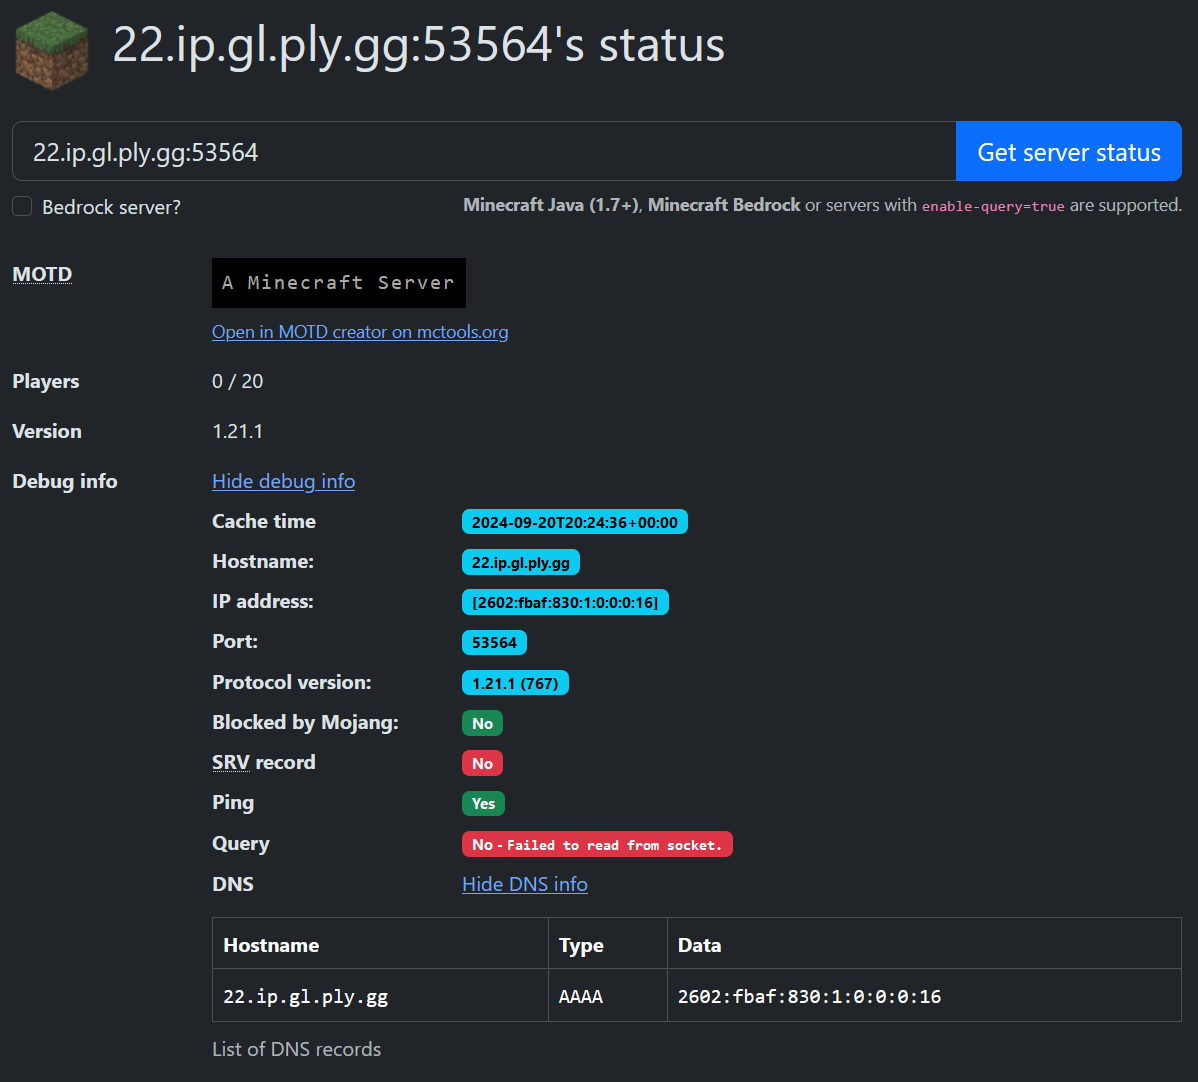 22.ip.gl.ply.gg:53564's status
22.ip.gl.ply.gg:53564
Get server status
Bedrock server?
Minecraft Java (1.7+), Minecraft Bedrock or servers with enable-query=true are supported.
MOTD
A Minecraft Server
Open in MOTD creator on mctools.org
Players 0 / 20
Version 1.21.1
Debug info Hide debug info
Cache time 2024-09-20T20:24:36+00:00
Hostname: 22.ip.gl.ply.gg
IP address: [2602:fbaf:830:1:0:0:0:16]
Port: 53564
Protocol version: 1.21.1 (767)
Blocked by Mojang: No
SRV record No
Ping Yes
Query No - Failed to read from socket.
DNS Hide DNS info
Hostname Type Data
22.ip.gl.ply.gg AAAA 2602:fbaf:830:1:0:0:0:16
List of DNS records